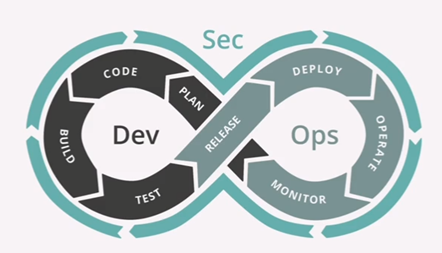 Sec
CODE
DEPLOY
PLAN
BUILD
Dev
RELEASE
Ops
OPERATE
TEST
MONITOR